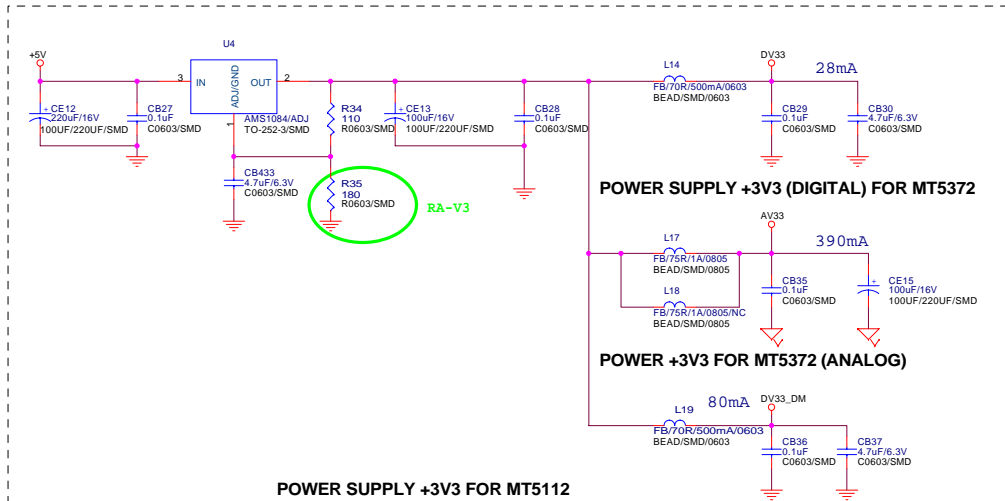 +5V
U4
3
IN
ADJ/GND
OUT
2
1
AMS1084/ADJ
TO-252-3/SMD
CE12
220uF/16V
100UF/220UF/SMD
CB27
0.1uF
C0603/SMD
R34
110
R0603/SMD
CE13
100uF/16V
100UF/220UF/SMD
CB28
0.1uF
C0603/SMD
CB433
4.7uF/6.3V
C0603/SMD
R35
180
R0603/SMD
RA-V3
L14
FB/70R/500mA/0603
BEAD/SMD/0603
DV33
28mA
CB29
0.1uF
C0603/SMD
CB30
4.7uF/6.3V
C0603/SMD
POWER SUPPLY +3V3 (DIGITAL) FOR MT5372
AV33
390mA
L17
FB/75R/1A/0805
BEAD/SMD/0805
L18
FB/75R/1A/0805/NC
BEAD/SMD/0805
CB35
0.1uF
C0603/SMD
CE15
100uF/16V
100UF/220UF/SMD
POWER +3V3 FOR MT5372 (ANALOG)
80mA
DV33_DM
L19
FB/70R/500mA/0603
BEAD/SMD/0603
CB36
0.1uF
C0603/SMD
CB37
4.7uF/6.3V
C0603/SMD
POWER SUPPLY +3V3 FOR MT5112